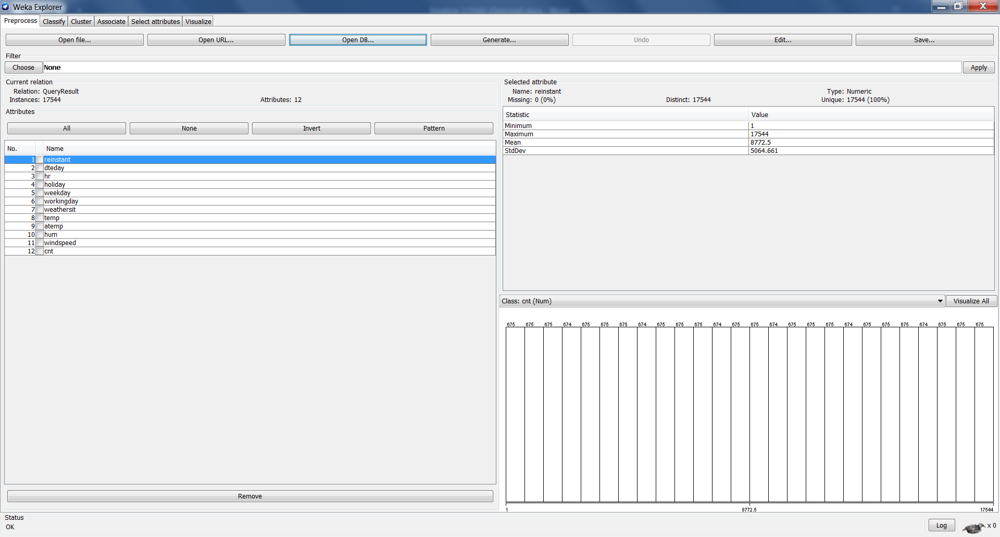 Weka Explorer
Preprocess Classify Cluster Associate Select attributes Visualize
Open file... Open URL... Open DB... Generate... Undo Edit... Save...
Filter
Choose None Apply
Current relation
Relation: QueryResult
Instances: 17544 Attributes: 12
Attributes
All None Invert Pattern
No. Name
1 reinstant
2 dteday
3 hr
4 holiday
5 weekday
6 workingday
7 weathersit
8 temp
9 atemp
10 hum
11 windspeed
12 cnt
Remove
Selected attribute
Name: reinstant Type: Numeric
Missing: 0 (0%) Distinct: 17544 Unique: 17544 (100%)
Statistic Value
Minimum 1
Maximum 17544
Mean 8772.5
StdDev 5064.661
Class: cnt (Num) Visualize All
675 675 675 674 675 675 675 674 675 675 675 674 675 675 674 675 675 675 674 675 675 675 674 675 675 675
1 8772.5 17544
Status
OK
Log x 0